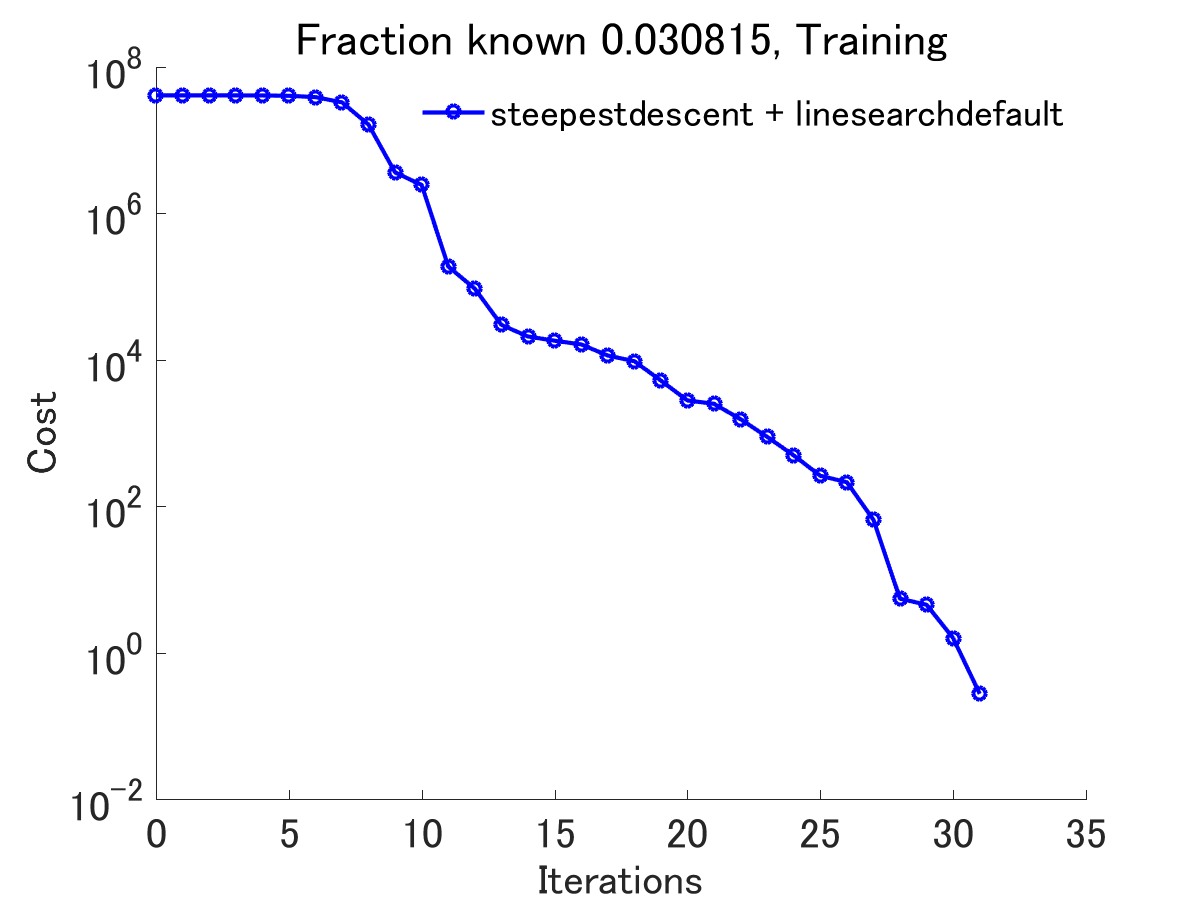 Fraction known 0.030815, Training
steepestdescent + linesearchdefault
Cost
10^8
10^6
10^4
10^2
10^0
10^-2
0 5 10 15 20 25 30 35
Iterations